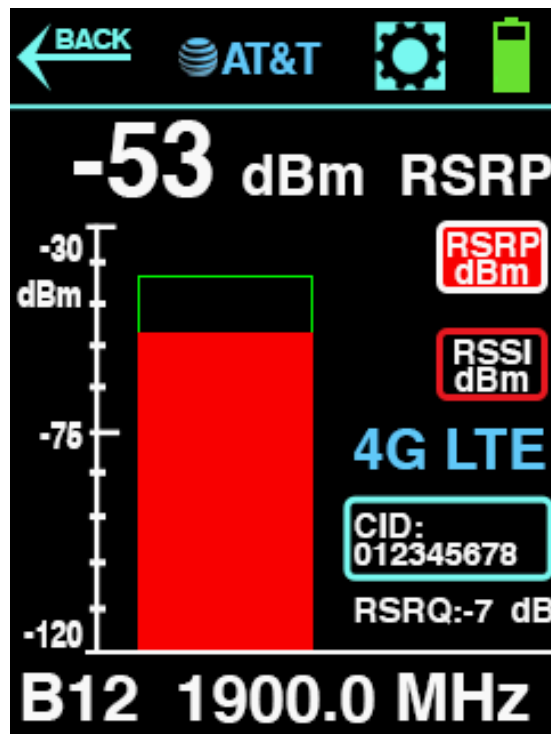 BACK
AT&T
-53 dBm RSRP
-30
dBm
-75
-120
RSRP
dBm
RSSI
dBm
4G LTE
CID:
012345678
RSRQ:-7 dB
B12 1900.0 MHz